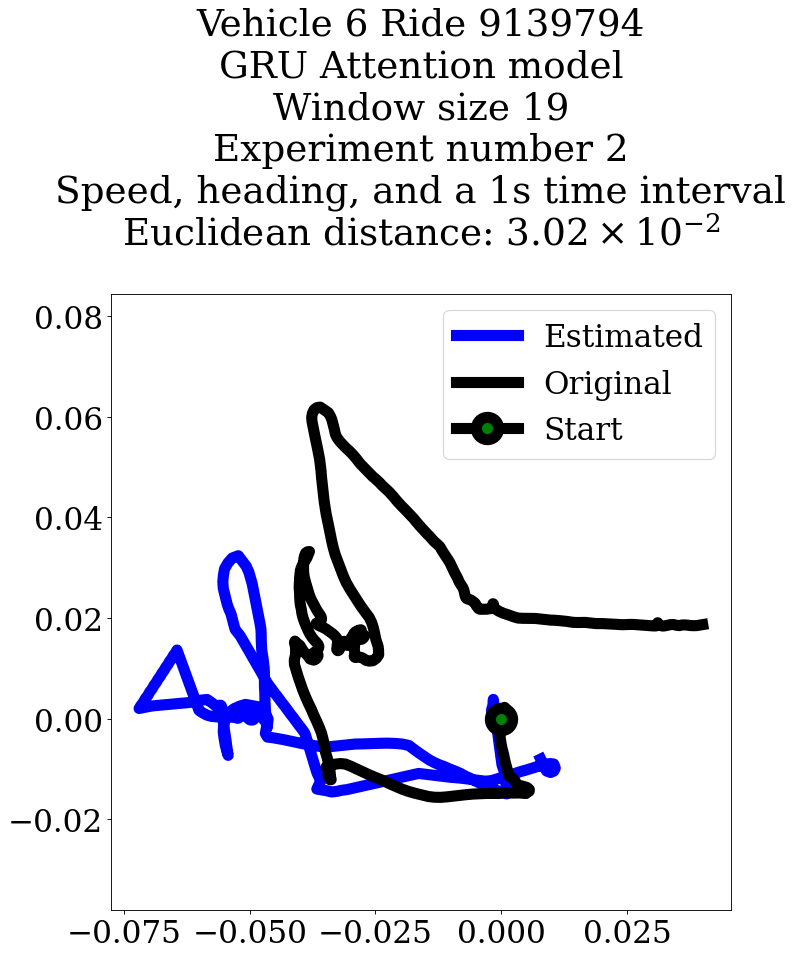 Vehicle 6 Ride 9139794
GRU Attention model
Window size 19
Experiment number 2
Speed, heading, and a 1s time interval
Euclidean distance: 3.02 × 10⁻²
Estimated
Original
Start
0.08
0.06
0.04
0.02
0.00
−0.02
−0.075 −0.050 −0.025 0.000 0.025